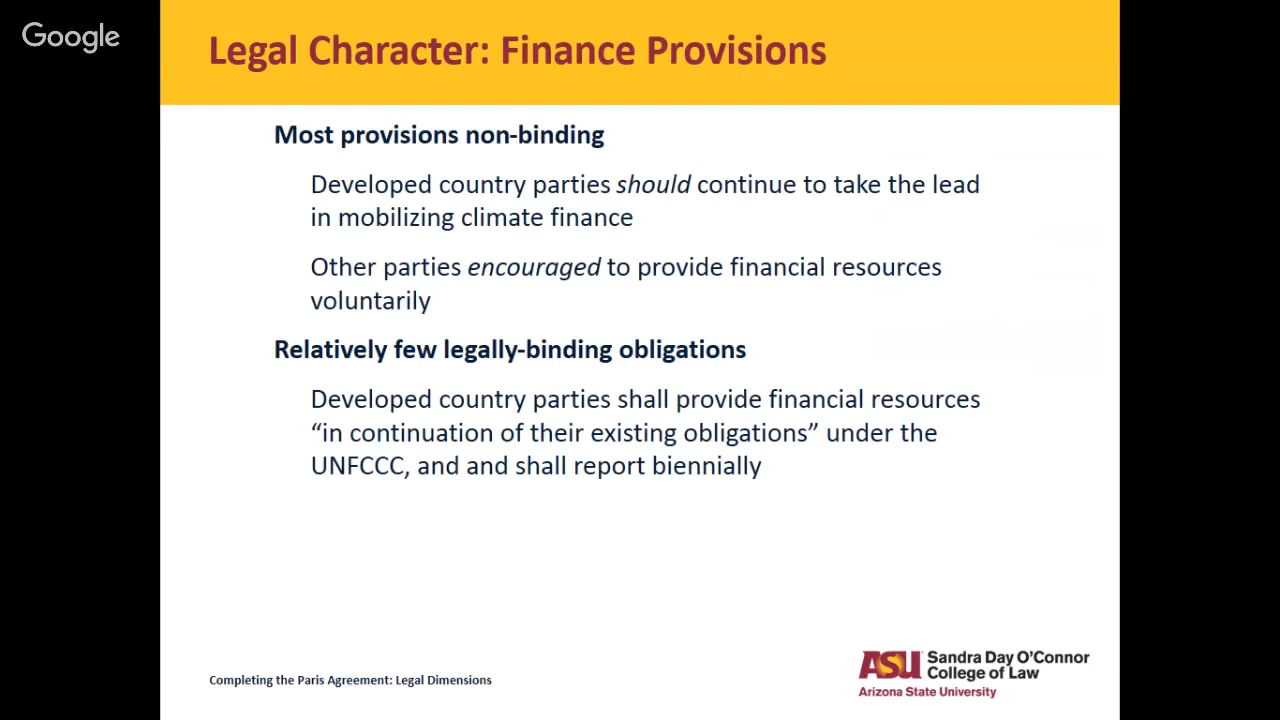 Google
Legal Character: Finance Provisions
Most provisions non-binding
Developed country parties should continue to take the lead
in mobilizing climate finance
Other parties encouraged to provide financial resources
voluntarily
Relatively few legally-binding obligations
Developed country parties shall provide financial resources
“in continuation of their existing obligations” under the
UNFCCC, and and shall report biennially
Completing the Paris Agreement: Legal Dimensions
ASU Sandra Day O’Connor
College of Law
Arizona State University